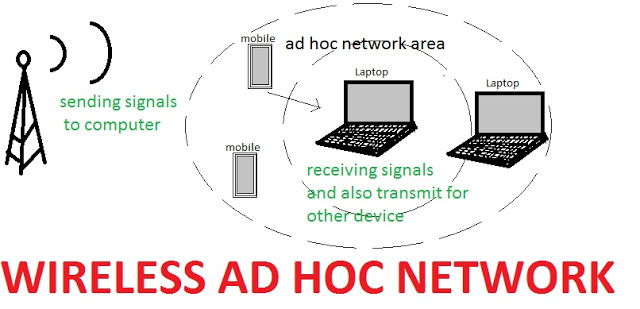 mobile
ad hoc network area
Laptop
Laptop
sending signals
to computer
mobile
receiving signals
and also transmit for
other device
WIRELESS AD HOC NETWORK